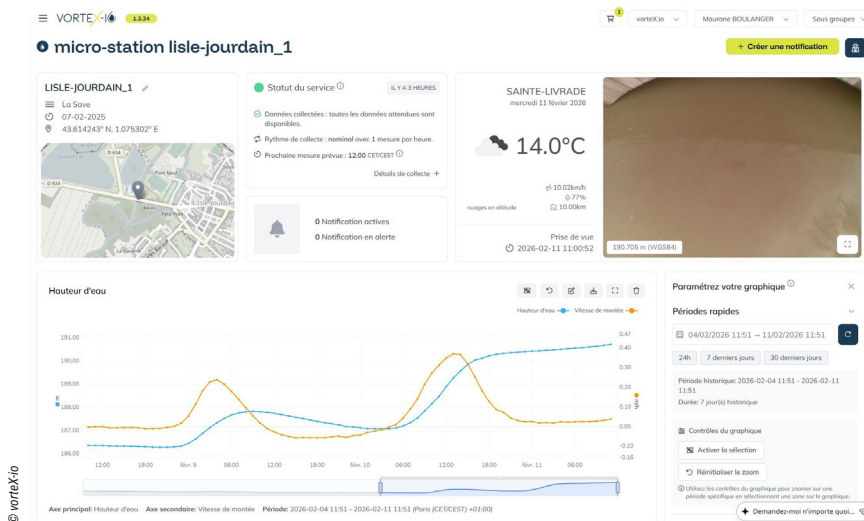 VORTEX-IO 1.3.34
1
vorteX.io
Maurane BOULANGER
Sous groupes
micro-station lisle-jourdain_1
+ Créer une notification
LISLE-JOURDAIN_1
La Save
07-02-2025
43.614243° N, 1.075302° E
D 654
Pont Neuf
D 928
Petit Pont
L'Isle-Jourdain
Statut du service
IL Y A 3 HEURES
Données collectées : toutes les données attendues sont
disponibles.
Rythme de collecte : nominal avec 1 mesure par heure.
Prochaine mesure prévue : 12:00 CET/CEST
Détails de collecte +
0 Notification actives
0 Notification en alerte
SAINTE-LIVRADE
mercredi 11 février 2026
14.0°C
10.02km/h
77%
nuages en altitude
10.00km
Prise de vue
2026-02-11 11:00:52
190.705 m (WGS84)
Hauteur d'eau
Hauteur d'eau
Vitesse de montée
191.00
190.00
189.00
188.00
187.00
186.00
m
0.47
0.40
0.30
0.20
0.10
0.00
-0.10
-0.16
m/h
12:00 18:00 févr. 9 06:00 12:00 18:00 févr. 10 06:00 12:00 18:00 févr. 11 06:00
Axe principal: Hauteur d'eau Axe secondaire: Vitesse de montée Période: 2026-02-04 11:51 - 2026-02-11 11:51 (Paris (CET/CEST) +01:00)
Paramétrez votre graphique
Périodes rapides
04/02/2026 11:51 → 11/02/2026 11:51
24h
7 derniers jours
30 derniers jours
Période historique: 2026-02-04 11:51 - 2026-02-11
11:51
Durée: 7 jour(s) historique
Contrôles du graphique
Activer la sélection
Réinitialiser le zoom
Utilisez les contrôles du graphique pour zoomer sur une
période spécifique en sélectionnant une zone sur le graphique.
Demandez-moi n'importe quoi...
© vorteX-io